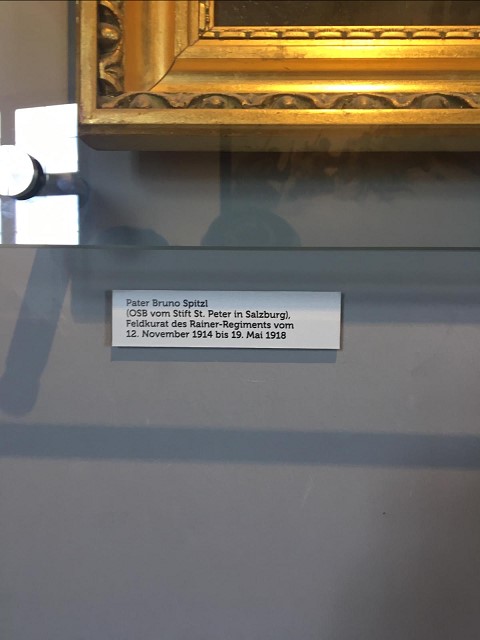 Pater Bruno Spitzl
(OSB vom Stift St. Peter in Salzburg),
Feldkurat des Rainer-Regiments vom
12. November 1914 bis 19. Mai 1918